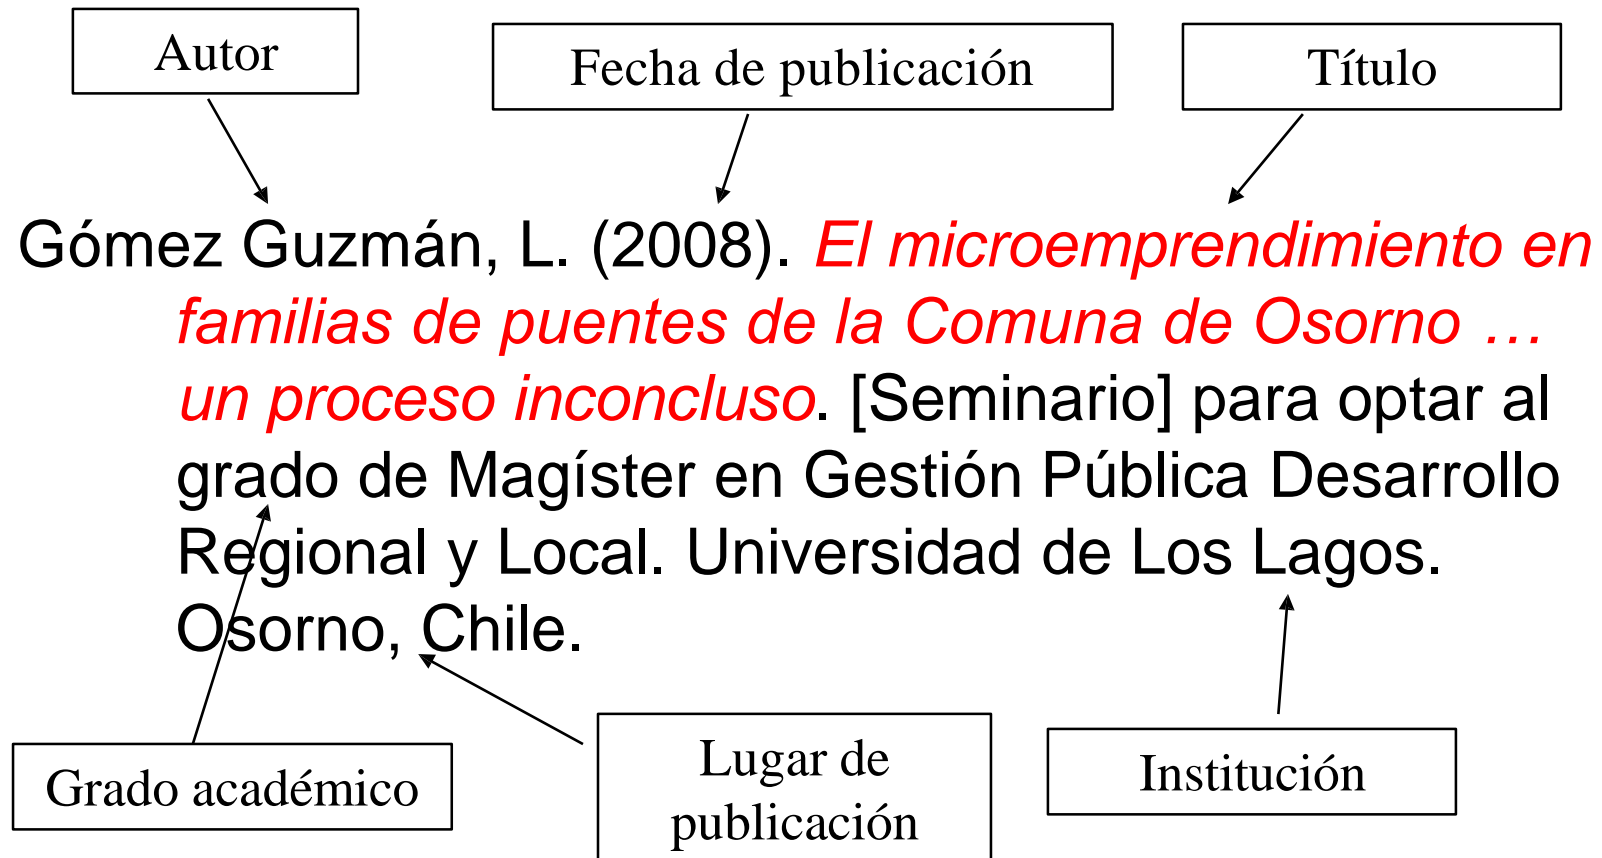 Autor
Fecha de publicación
Título
Gómez Guzmán, L. (2008). El microemprendimiento en
familias de puentes de la Comuna de Osorno …
un proceso inconcluso. [Seminario] para optar al
grado de Magíster en Gestión Pública Desarrollo
Regional y Local. Universidad de Los Lagos.
Osorno, Chile.
Grado académico
Lugar de
publicación
Institución